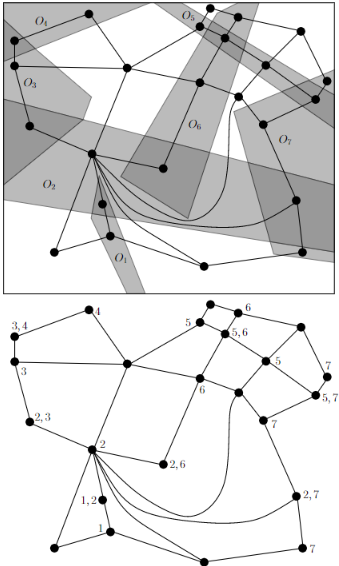 O₄
O₅
O₃
O₆
O₇
O₂
O₁
4
6
3, 4
5
5, 6
3
5
7
6
5, 7
2, 3
7
2
2, 6
1, 2
2, 7
1
7